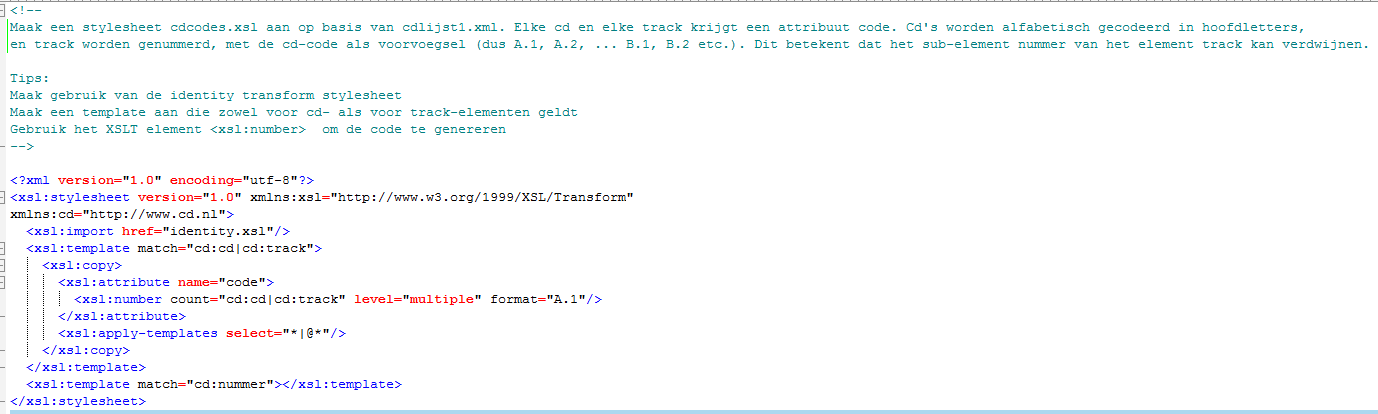 <!--
Maak een stylesheet cdcodes.xsl aan op basis van cdlijst1.xml. Elke cd en elke track krijgt een attribuut code. Cd's worden alfabetisch gecodeerd in hoofdletters,
en track worden genummerd, met de cd-code als voorvoegsel (dus A.1, A.2, ... B.1, B.2 etc.). Dit betekent dat het sub-element nummer van het element track kan verdwijnen.

Tips:
Maak gebruik van de identity transform stylesheet
Maak een template aan die zowel voor cd- als voor track-elementen geldt
Gebruik het XSLT element <xsl:number>  om de code te genereren
-->

<?xml version="1.0" encoding="utf-8"?>
<xsl:stylesheet version="1.0" xmlns:xsl="http://www.w3.org/1999/XSL/Transform"
xmlns:cd="http://www.cd.nl">
  <xsl:import href="identity.xsl"/>
  <xsl:template match="cd:cd|cd:track">
    <xsl:copy>
      <xsl:attribute name="code">
        <xsl:number count="cd:cd|cd:track" level="multiple" format="A.1"/>
      </xsl:attribute>
      <xsl:apply-templates select="*|@*"/>
    </xsl:copy>
  </xsl:template>
  <xsl:template match="cd:nummer"></xsl:template>
</xsl:stylesheet>